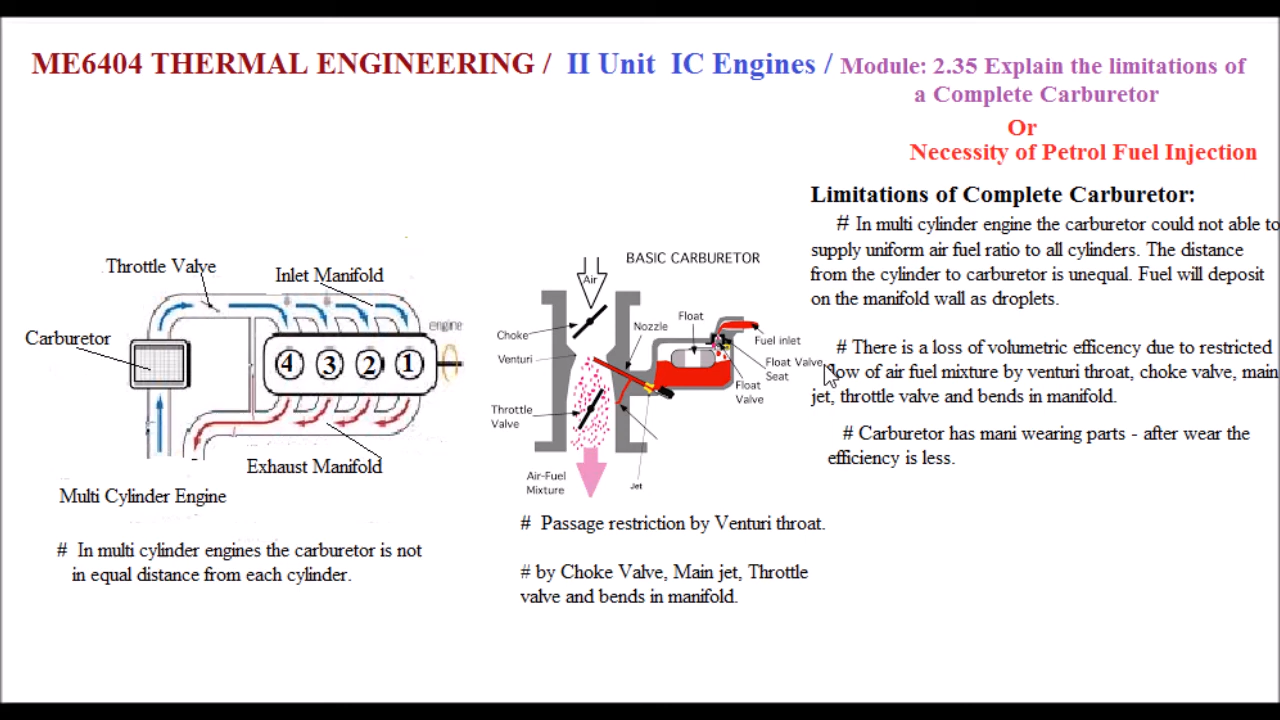 ME6404 THERMAL ENGINEERING / II Unit IC Engines / Module: 2.35 Explain the limitations of
a Complete Carburetor
Or
Necessity of Petrol Fuel Injection
Limitations of Complete Carburetor:
# In multi cylinder engine the carburetor could not able to
supply uniform air fuel ratio to all cylinders. The distance
from the cylinder to carburetor is unequal. Fuel will deposit
on the manifold wall as droplets.
# There is a loss of volumetric efficency due to restricted
flow of air fuel mixture by venturi throat, choke valve, main
jet, throttle valve and bends in manifold.
# Carburetor has mani wearing parts - after wear the
efficiency is less.
Throttle Valve
Inlet Manifold
Carburetor
engine
4 3 2 1
Exhaust Manifold
Multi Cylinder Engine
# In multi cylinder engines the carburetor is not
in equal distance from each cylinder.
BASIC CARBURETOR
Air
Choke
Venturi
Throttle
Valve
Air-Fuel
Mixture
Nozzle
Float
Fuel inlet
Float Valve
Seat
Float
Valve
Jet
# Passage restriction by Venturi throat.
# by Choke Valve, Main jet, Throttle
valve and bends in manifold.